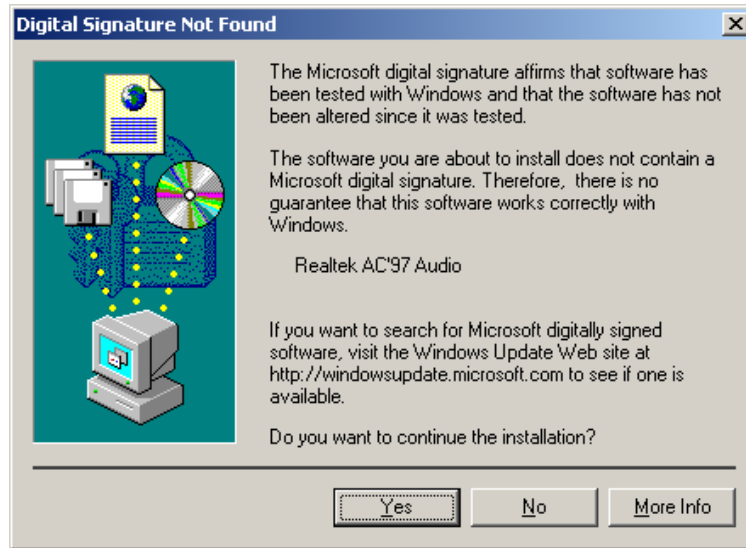 Digital Signature Not Found
The Microsoft digital signature affirms that software has
been tested with Windows and that the software has not
been altered since it was tested.
The software you are about to install does not contain a
Microsoft digital signature. Therefore,  there is no
guarantee that this software works correctly with
Windows.
Realtek AC'97 Audio
If you want to search for Microsoft digitally signed
software, visit the Windows Update Web site at
http://windowsupdate.microsoft.com to see if one is
available.
Do you want to continue the installation?
Yes
No
More Info